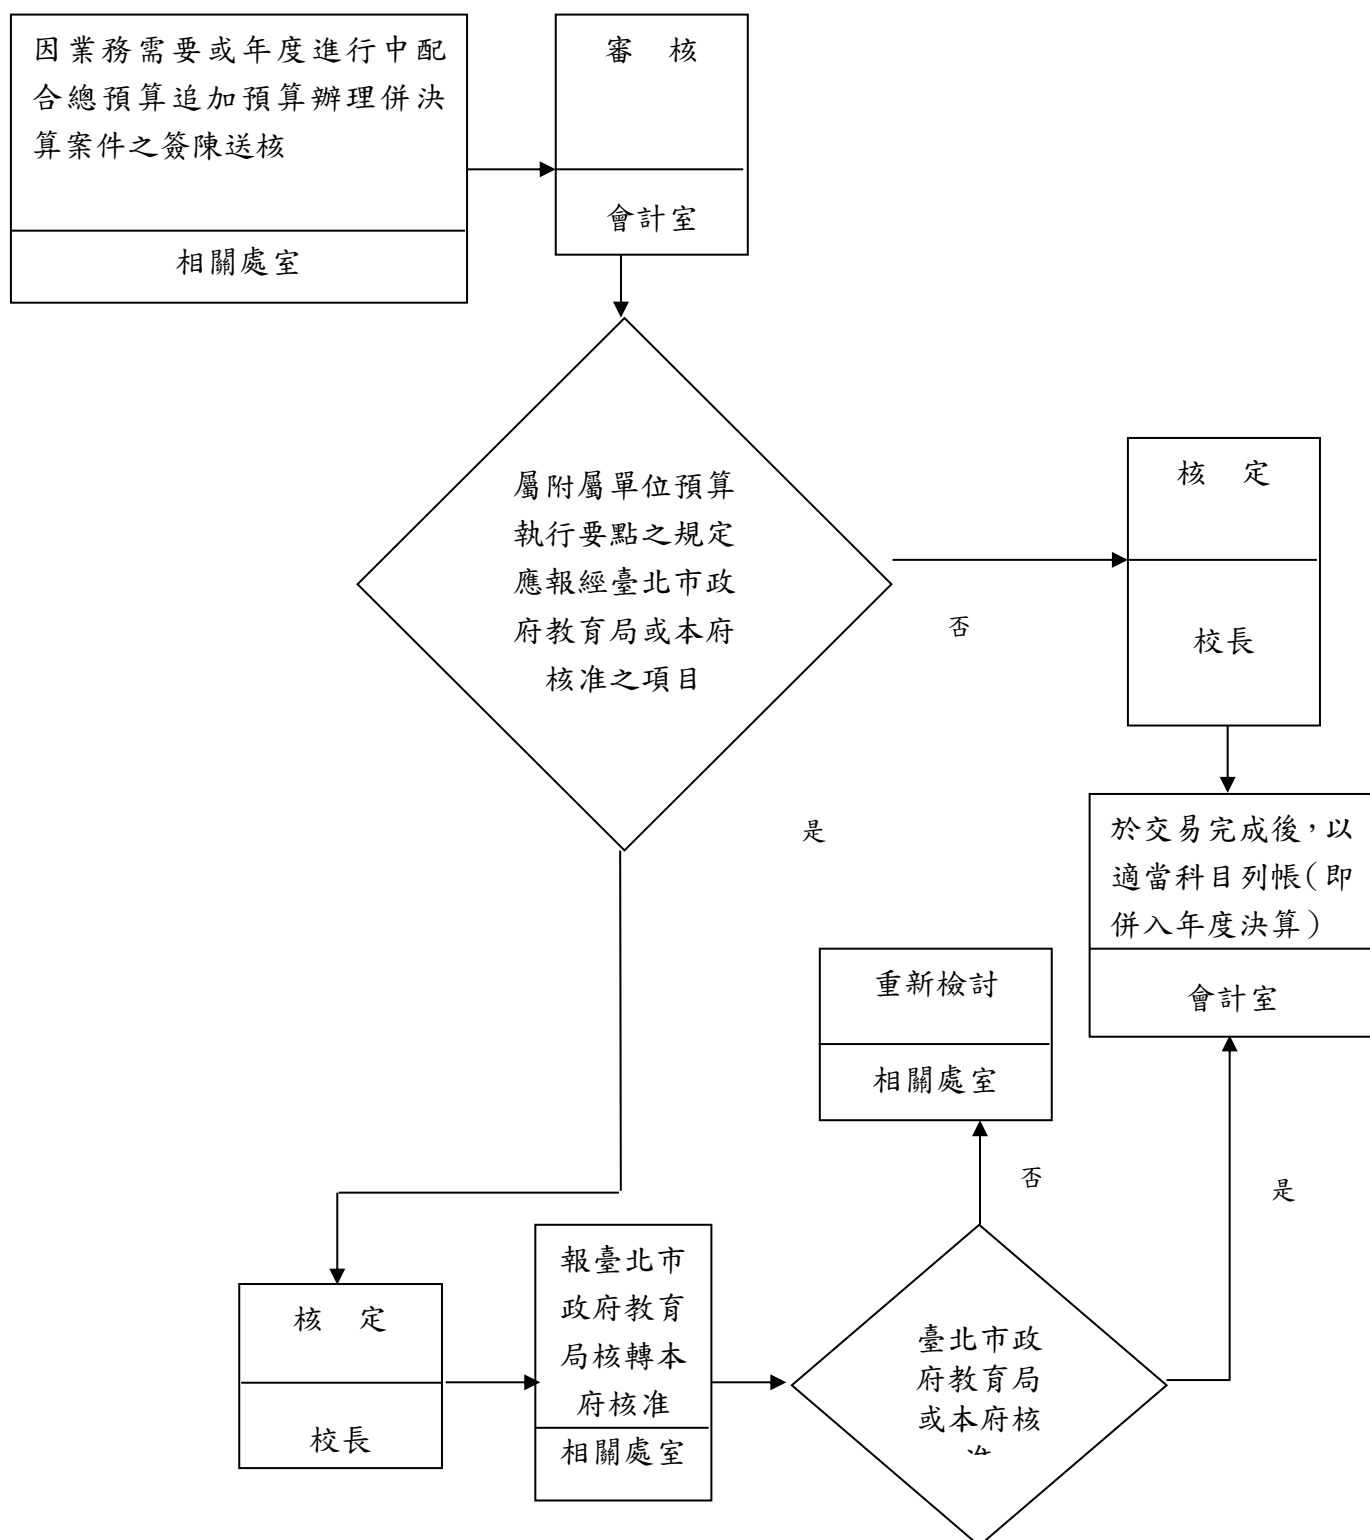 因業務需要或年度進行中配
合總預算追加預算辦理併決
算案件之簽陳送核
相關處室
審 核
會計室
屬附屬單位預算
執行要點之規定
應報經臺北市政
府教育局或本府
核准之項目
否
是
核 定
校長
於交易完成後，以
適當科目列帳(即
併入年度決算)
會計室
重新檢討
相關處室
否
是
核 定
校長
報臺北市
政府教育
局核轉本
府核准
相關處室
臺北市政
府教育局
或本府核